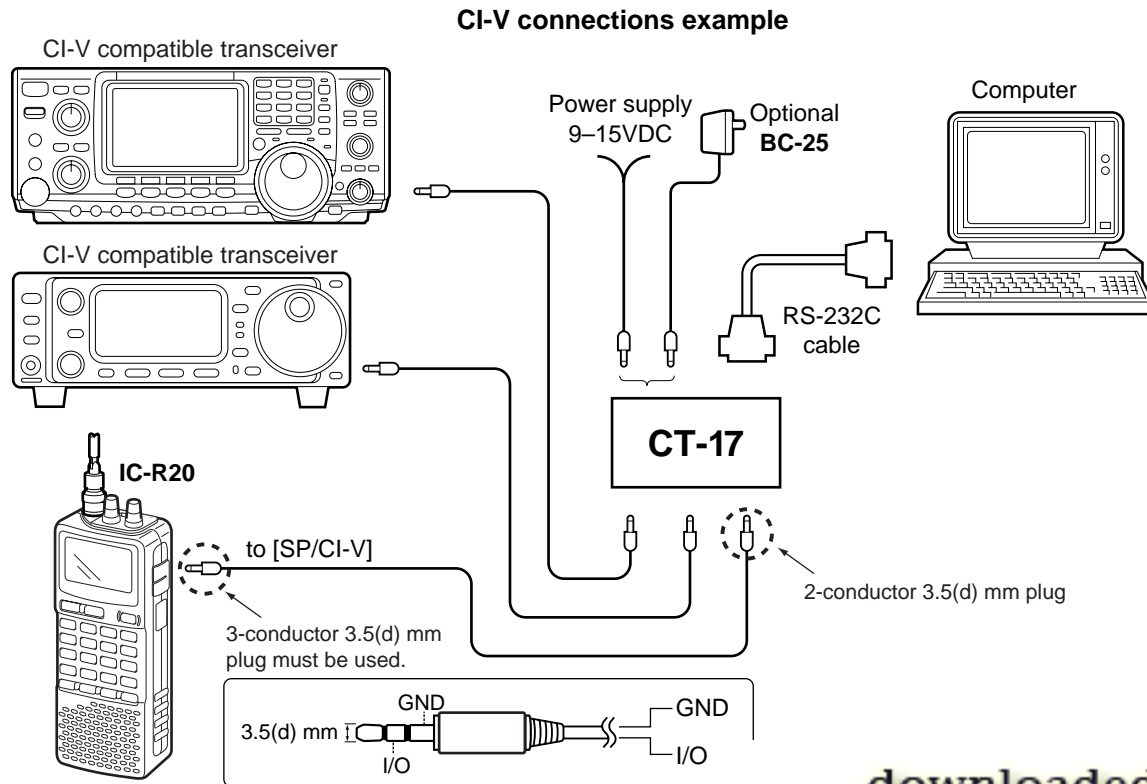 CI-V connections example
CI-V compatible transceiver
Power supply
9–15VDC
Optional
BC-25
Computer
CI-V compatible transceiver
RS-232C
cable
CT-17
IC-R20
to [SP/CI-V]
2-conductor 3.5(d) mm plug
3-conductor 3.5(d) mm
plug must be used.
GND
GND
3.5(d) mm
I/O
I/O
downloaded